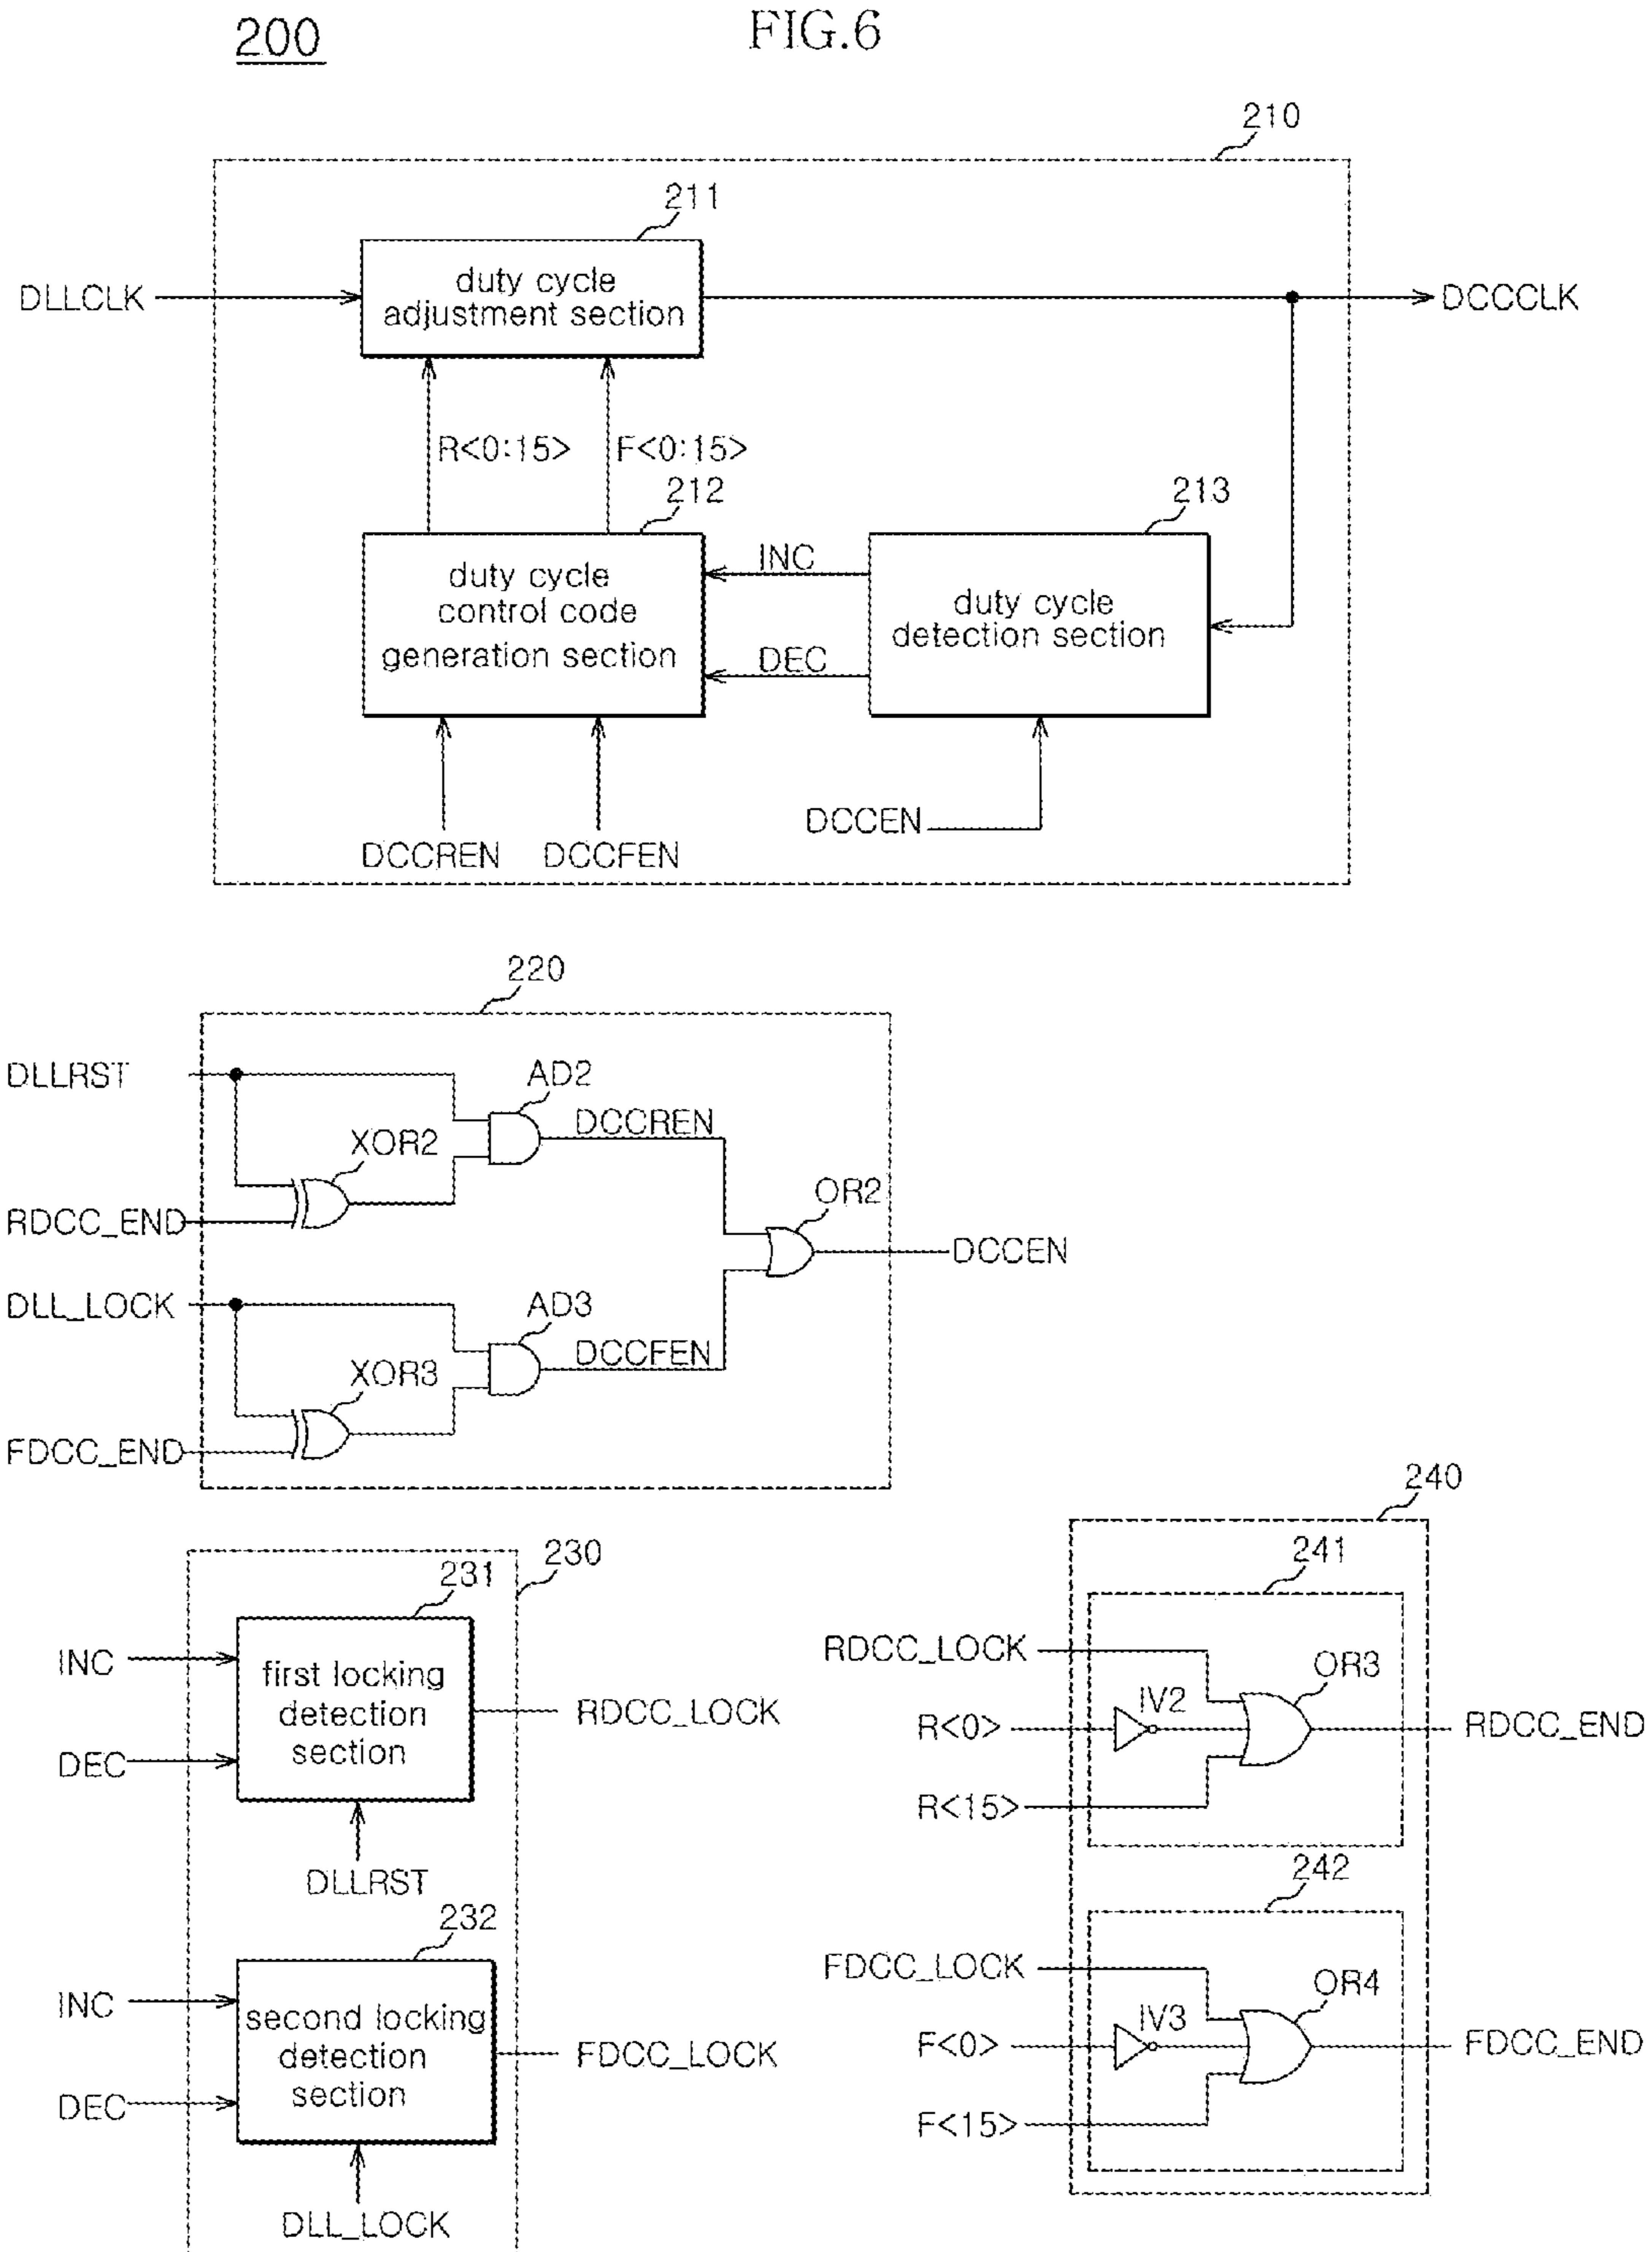 200
FIG.6
210
211
DLLCLK
duty cycle
adjustment section
DCCCLK
R<0:15>
F<0:15>
212
213
duty cycle
control code
generation section
INC
DEC
duty cycle
detection section
DCCREN
DCCFEN
DCCEN
220
DLLRST
AD2
DCCREN
XOR2
RDCC_END
OR2
DCCEN
DLL_LOCK
AD3
DCCFEN
XOR3
FDCC_END
230
231
INC
first locking
detection
section
DEC
RDCC_LOCK
DLLRST
232
INC
second locking
detection
section
DEC
FDCC_LOCK
DLL_LOCK
240
241
RDCC_LOCK
OR3
IV2
R<0>
RDCC_END
R<15>
242
FDCC_LOCK
OR4
IV3
F<0>
FDCC_END
F<15>